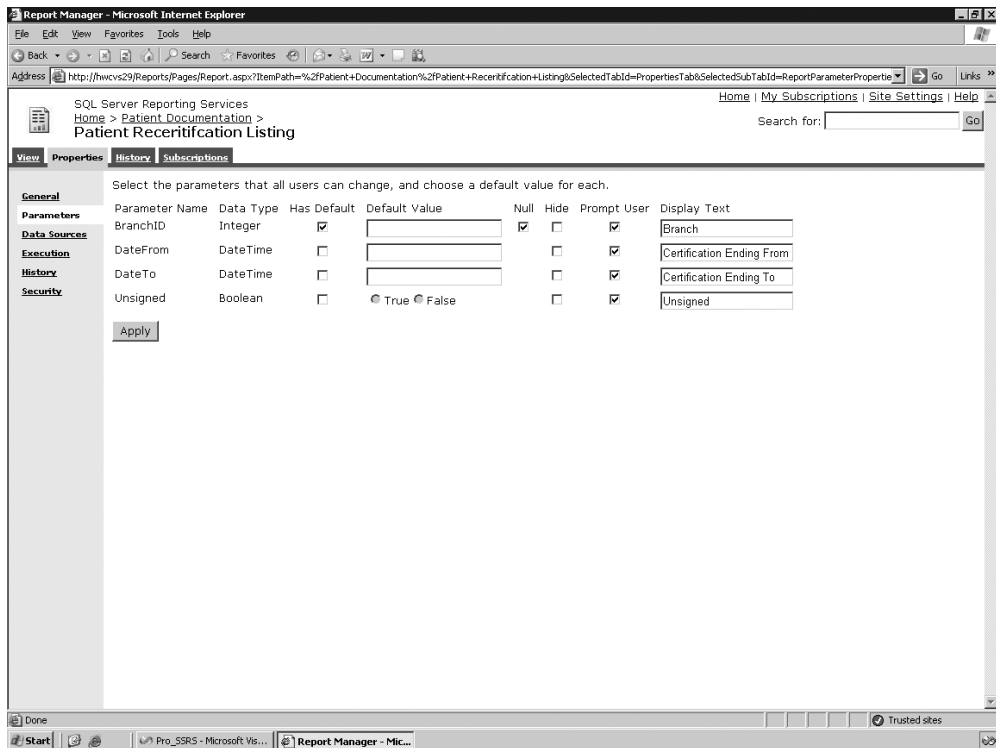 Report Manager - Microsoft Internet Explorer
File Edit View Favorites Tools Help
Back Search Favorites
Address http://hwcvs29/Reports/Pages/Report.aspx?ItemPath=%2fPatient+Documentation%2fPatient+Receritifcation+Listing&SelectedTabId=PropertiesTab&SelectedSubTabId=ReportParameterPropertie Go Links »
Home | My Subscriptions | Site Settings | Help
SQL Server Reporting Services
Home > Patient Documentation >
Patient Receritifcation Listing
Search for: Go
View Properties History Subscriptions
General
Parameters
Data Sources
Execution
History
Security
Select the parameters that all users can change, and choose a default value for each.
Parameter Name Data Type Has Default Default Value Null Hide Prompt User Display Text
BranchID Integer Branch
DateFrom DateTime Certification Ending From
DateTo DateTime Certification Ending To
Unsigned Boolean True False Unsigned
Apply
Done Trusted sites
Start Pro_SSRS - Microsoft Vis... Report Manager - Mic...